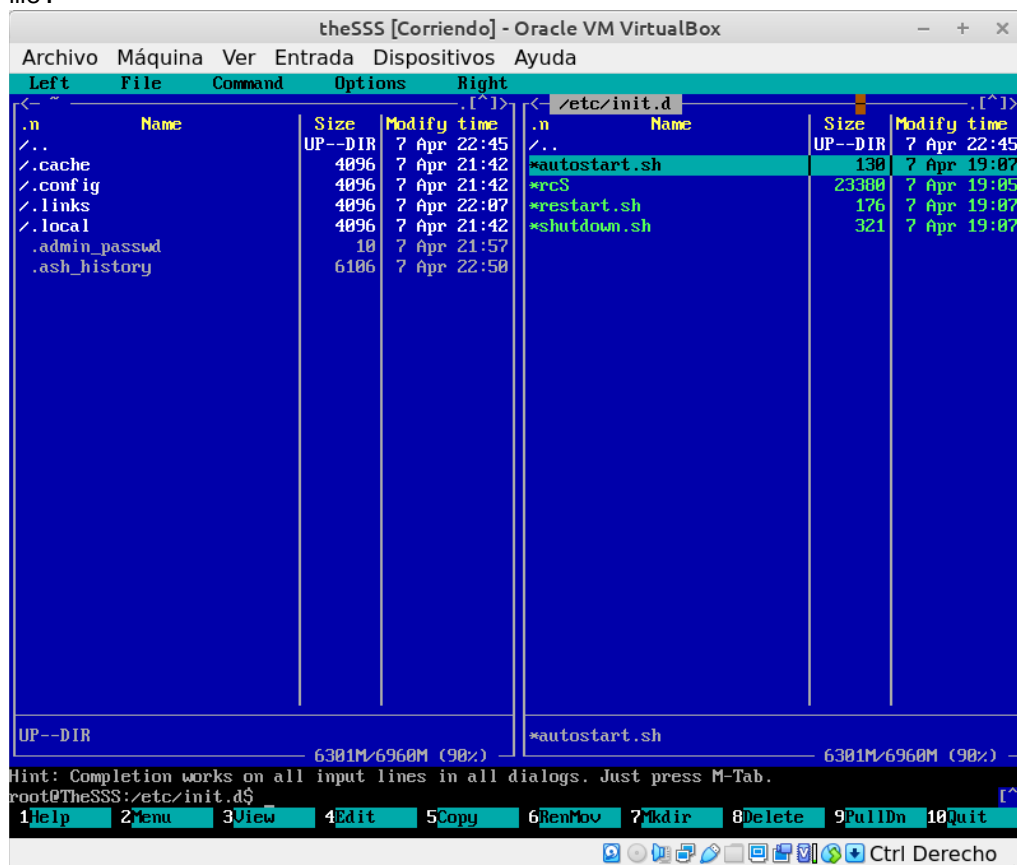 theSSS [Corriendo] - Oracle VM VirtualBox
Archivo Máquina Ver Entrada Dispositivos Ayuda
Left File Command Options Right
<- ~ .[^]> <- /etc/init.d .[^]>
.n Name Size Modify time .n Name Size Modify time
/.. UP--DIR 7 Apr 22:45 /.. UP--DIR 7 Apr 22:45
/.cache 4096 7 Apr 21:42 *autostart.sh 130 7 Apr 19:07
/.config 4096 7 Apr 21:42 *rcS 23380 7 Apr 19:05
/.links 4096 7 Apr 22:07 *restart.sh 176 7 Apr 19:07
/.local 4096 7 Apr 21:42 *shutdown.sh 321 7 Apr 19:07
.admin_passwd 10 7 Apr 21:57
.ash_history 6106 7 Apr 22:50
UP--DIR *autostart.sh
6301M/6960M (90%) 6301M/6960M (90%)
Hint: Completion works on all input lines in all dialogs. Just press M-Tab.
root@TheSSS:/etc/init.d$ _ [^
1Help 2Menu 3View 4Edit 5Copy 6RenMov 7Mkdir 8Delete 9PullDn 10Quit
Ctrl Derecho